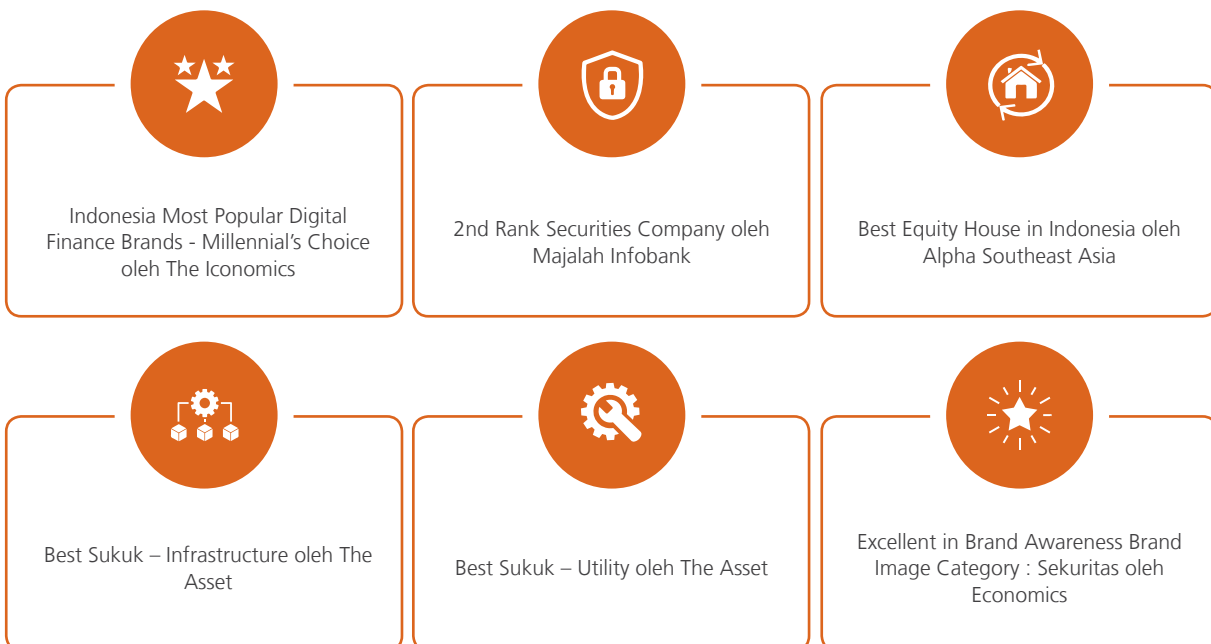 Indonesia Most Popular Digital
Finance Brands - Millennial’s Choice
oleh The Iconomics
2nd Rank Securities Company oleh
Majalah Infobank
Best Equity House in Indonesia oleh
Alpha Southeast Asia
Best Sukuk – Infrastructure oleh The
Asset
Best Sukuk – Utility oleh The Asset
Excellent in Brand Awareness Brand
Image Category : Sekuritas oleh
Economics